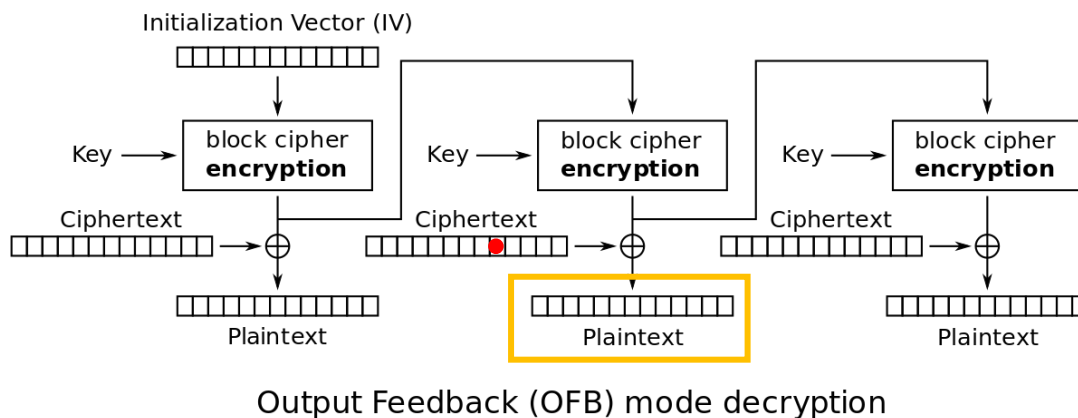 Initialization Vector (IV)
Key
block cipher
encryption
Key
block cipher
encryption
Key
block cipher
encryption
Ciphertext
Ciphertext
Ciphertext
Plaintext
Plaintext
Plaintext
Output Feedback (OFB) mode decryption